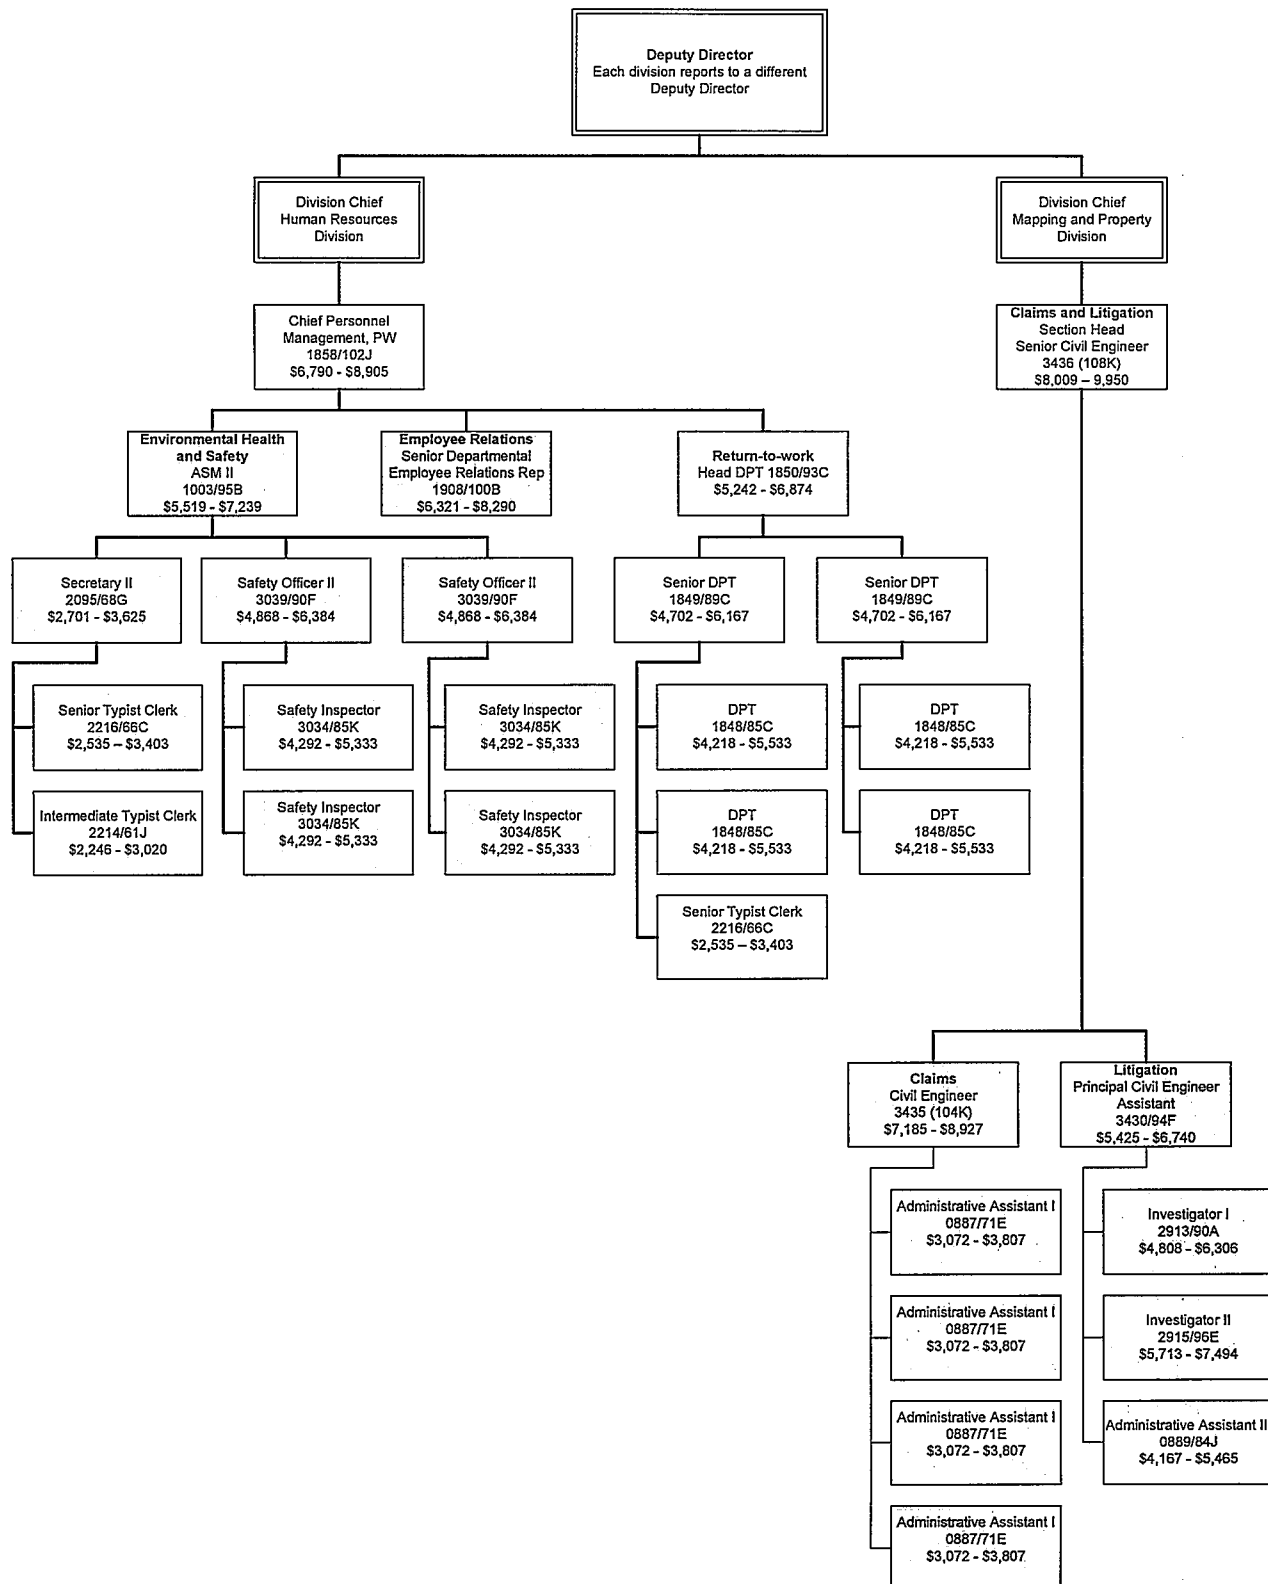 Deputy Director
Each division reports to a different
Deputy Director
Division Chief
Human Resources
Division
Division Chief
Mapping and Property
Division
Chief Personnel
Management, PW
1858/102J
$6,790 - $8,905
Claims and Litigation
Section Head
Senior Civil Engineer
3436 (108K)
$8,009 – 9,950
Environmental Health
and Safety
ASM II
1003/95B
$5,519 - $7,239
Employee Relations
Senior Departmental
Employee Relations Rep
1908/100B
$6,321 - $8,290
Return-to-work
Head DPT 1850/93C
$5,242 - $6,874
Secretary II
2095/68G
$2,701 - $3,625
Safety Officer II
3039/90F
$4,868 - $6,384
Safety Officer II
3039/90F
$4,868 - $6,384
Senior DPT
1849/89C
$4,702 - $6,167
Senior DPT
1849/89C
$4,702 - $6,167
Senior Typist Clerk
2216/66C
$2,535 – $3,403
Safety Inspector
3034/85K
$4,292 - $5,333
Safety Inspector
3034/85K
$4,292 - $5,333
DPT
1848/85C
$4,218 - $5,533
DPT
1848/85C
$4,218 - $5,533
Intermediate Typist Clerk
2214/61J
$2,246 - $3,020
Safety Inspector
3034/85K
$4,292 - $5,333
Safety Inspector
3034/85K
$4,292 - $5,333
DPT
1848/85C
$4,218 - $5,533
DPT
1848/85C
$4,218 - $5,533
Senior Typist Clerk
2216/66C
$2,535 – $3,403
Claims
Civil Engineer
3435 (104K)
$7,185 - $8,927
Litigation
Principal Civil Engineer
Assistant
3430/94F
$5,425 - $6,740
Administrative Assistant I
0887/71E
$3,072 - $3,807
Investigator I
2913/90A
$4,808 - $6,306
Administrative Assistant I
0887/71E
$3,072 - $3,807
Investigator II
2915/96E
$5,713 - $7,494
Administrative Assistant I
0887/71E
$3,072 - $3,807
Administrative Assistant II
0889/84J
$4,167 - $5,465
Administrative Assistant I
0887/71E
$3,072 - $3,807